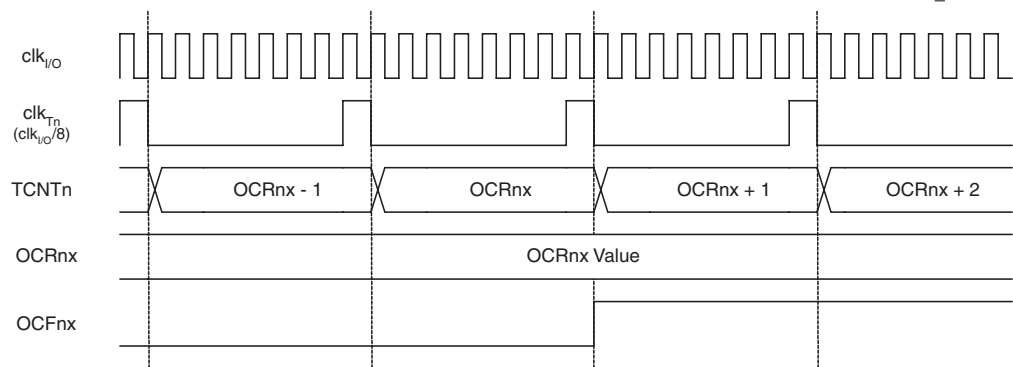 clkI/O
clkTn
(clkI/O/8)
TCNTn
OCRnx - 1
OCRnx
OCRnx + 1
OCRnx + 2
OCRnx
OCRnx Value
OCFnx